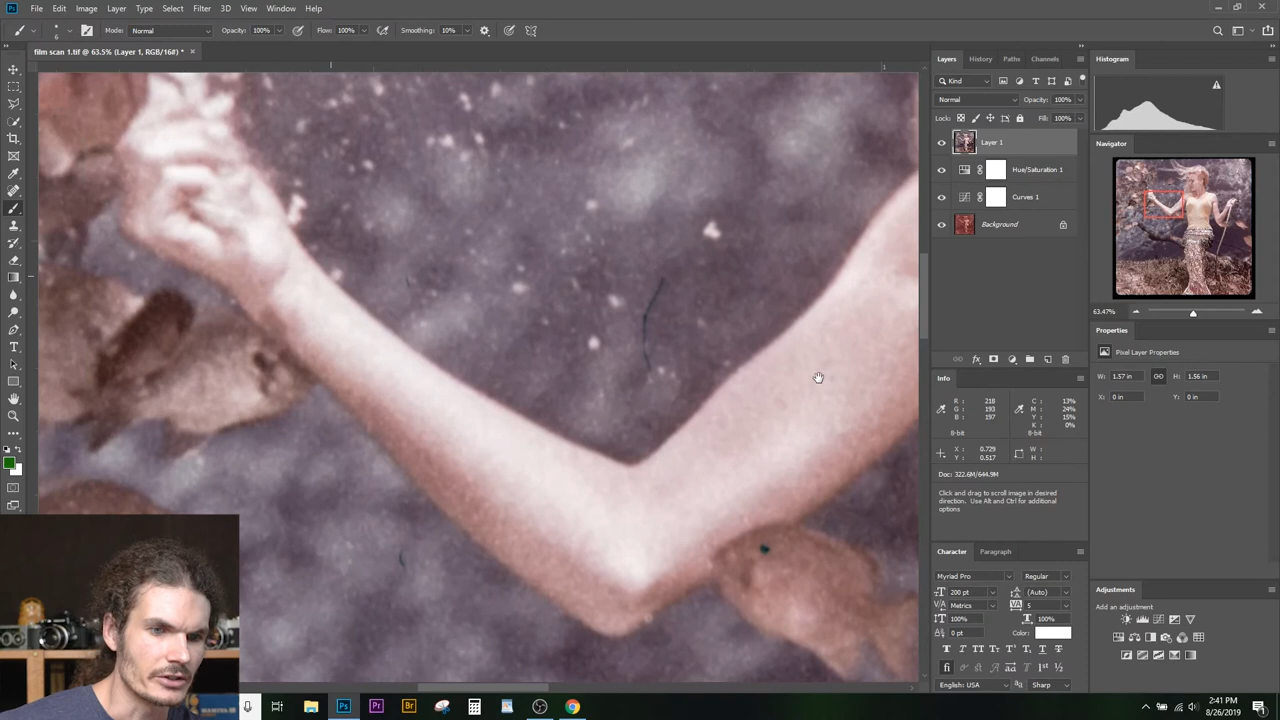 Ps File Edit Image Layer Type Select Filter 3D View Window Help
Mode: Normal Opacity: 100% Flow: 100% Smoothing: 10%
film scan 1.tif @ 63.5% (Layer 1, RGB/16#) * ×
Layers History Paths Channels
Kind
Normal Opacity: 100%
Lock: Fill: 100%
Layer 1
Hue/Saturation 1
Curves 1
Background
Info
R : 218
G : 193
B : 197
8-bit
C : 13%
M : 24%
Y : 15%
K : 0%
8-bit
X : 0.729
Y : 0.517
W :
H :
Doc: 322.6M/644.9M
Click and drag to scroll image in desired
direction. Use Alt and Ctrl for additional
options
Character Paragraph
Myriad Pro Regular
200 pt (Auto)
Metrics 5
100% 100%
0 pt Color:
English: USA Sharp
Histogram
Navigator
63.47%
Properties
Pixel Layer Properties
W: 1.57 in H: 1.56 in
X: 0 in Y: 0 in
Adjustments
Add an adjustment
Ps Pr Br
2:41 PM
8/26/2019